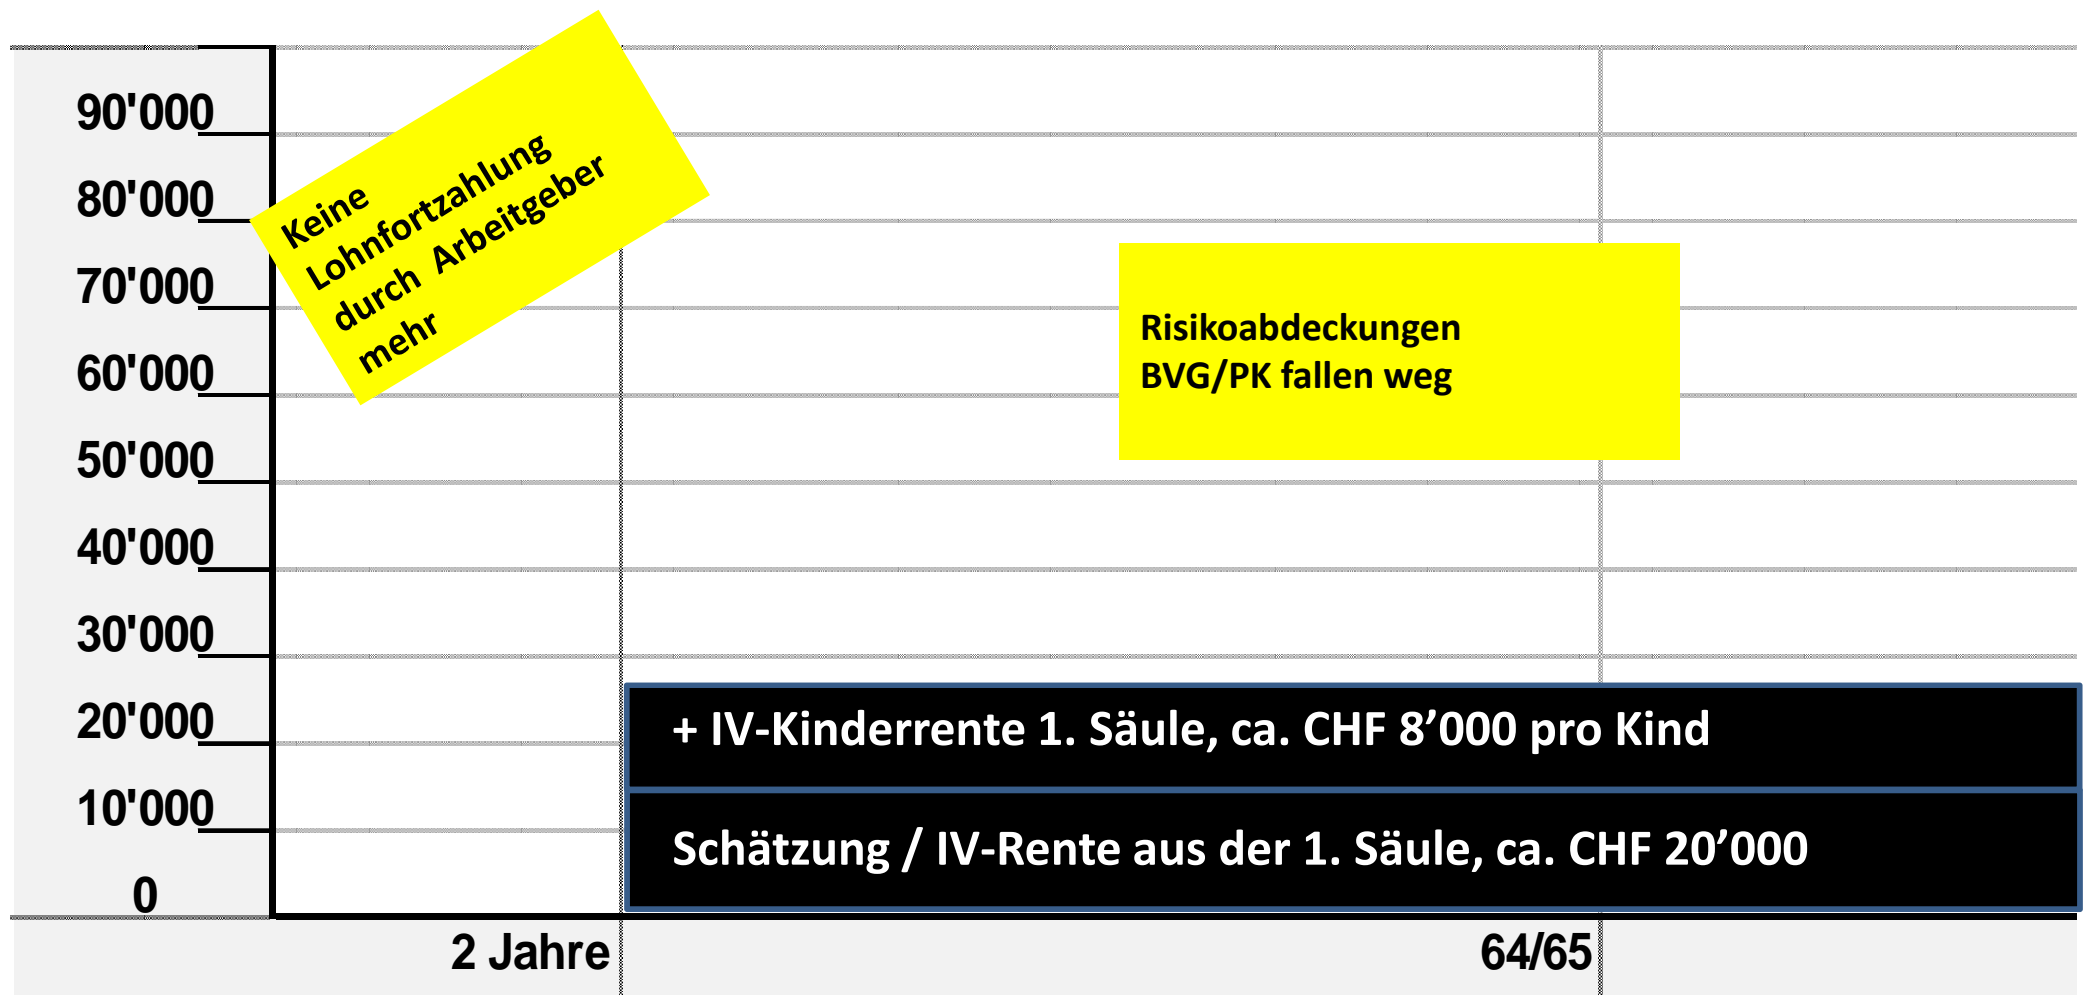 90'000
80'000
70'000
60'000
50'000
40'000
30'000
20'000
10'000
0
Keine
Lohnfortzahlung
durch Arbeitgeber
mehr
Risikoabdeckungen
BVG/PK fallen weg
+ IV-Kinderrente 1. Säule, ca. CHF 8’000 pro Kind
Schätzung / IV-Rente aus der 1. Säule, ca. CHF 20’000
2 Jahre
64/65